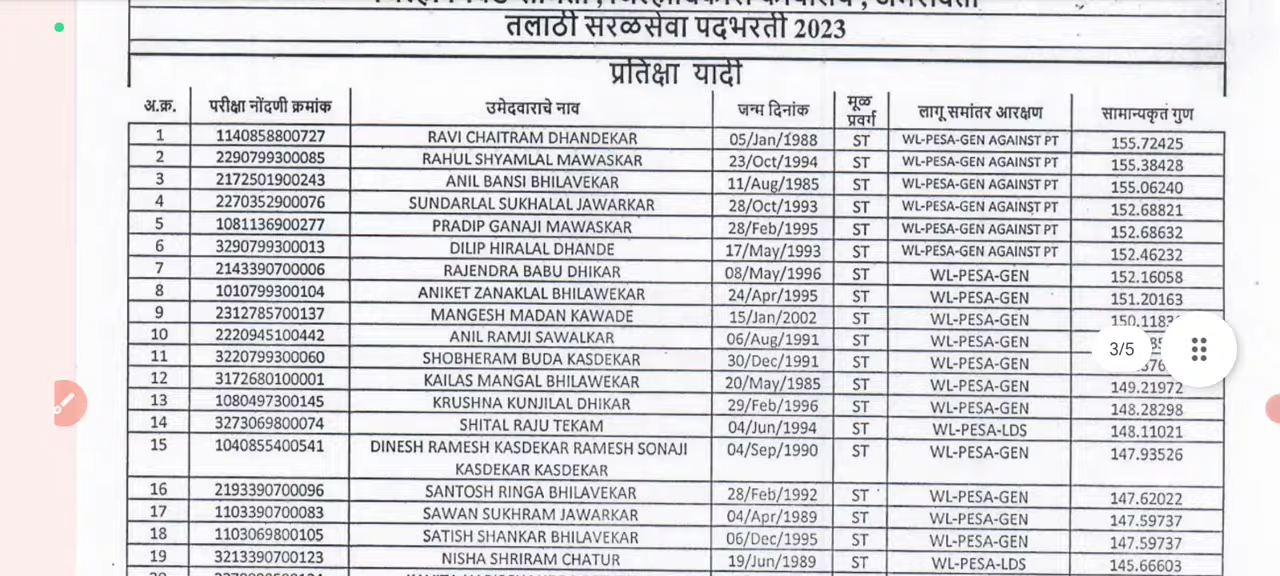 तलाठी सरळसेवा पदभरती 2023
प्रतिक्षा यादी
अ.क्र. परीक्षा नोंदणी क्रमांक उमेदवाराचे नाव जन्म दिनांक मूळ प्रवर्ग लागू समांतर आरक्षण सामान्यकृत गुण
1 1140858800727 RAVI CHAITRAM DHANDEKAR 05/Jan/1988 ST WL-PESA-GEN AGAINST PT 155.72425
2 2290799300085 RAHUL SHYAMLAL MAWASKAR 23/Oct/1994 ST WL-PESA-GEN AGAINST PT 155.38428
3 2172501900243 ANIL BANSI BHILAVEKAR 11/Aug/1985 ST WL-PESA-GEN AGAINST PT 155.06240
4 2270352900076 SUNDARLAL SUKHALAL JAWARKAR 28/Oct/1993 ST WL-PESA-GEN AGAINST PT 152.68821
5 1081136900277 PRADIP GANAJI MAWASKAR 28/Feb/1995 ST WL-PESA-GEN AGAINST PT 152.68632
6 3290799300013 DILIP HIRALAL DHANDE 17/May/1993 ST WL-PESA-GEN AGAINST PT 152.46232
7 2143390700006 RAJENDRA BABU DHIKAR 08/May/1996 ST WL-PESA-GEN 152.16058
8 1010799300104 ANIKET ZANAKLAL BHILAWEKAR 24/Apr/1995 ST WL-PESA-GEN 151.20163
9 2312785700137 MANGESH MADAN KAWADE 15/Jan/2002 ST WL-PESA-GEN
10 2220945100442 ANIL RAMJI SAWALKAR 06/Aug/1991 ST WL-PESA-GEN
3/5
11 3220799300060 SHOBHERAM BUDA KASDEKAR 30/Dec/1991 ST WL-PESA-GEN
12 3172680100001 KAILAS MANGAL BHILAWEKAR 20/May/1985 ST WL-PESA-GEN 149.21972
13 1080497300145 KRUSHNA KUNJILAL DHIKAR 29/Feb/1996 ST WL-PESA-GEN 148.28298
14 3273069800074 SHITAL RAJU TEKAM 04/Jun/1994 ST WL-PESA-LDS 148.11021
15 1040855400541 DINESH RAMESH KASDEKAR RAMESH SONAJI 04/Sep/1990 ST WL-PESA-GEN 147.93526
KASDEKAR KASDEKAR
16 2193390700096 SANTOSH RINGA BHILAVEKAR 28/Feb/1992 ST WL-PESA-GEN 147.62022
17 1103390700083 SAWAN SUKHRAM JAWARKAR 04/Apr/1989 ST WL-PESA-GEN 147.59737
18 1103069800105 SATISH SHANKAR BHILAVEKAR 06/Dec/1995 ST WL-PESA-GEN 147.59737
19 3213390700123 NISHA SHRIRAM CHATUR 19/Jun/1989 ST WL-PESA-LDS 145.66603